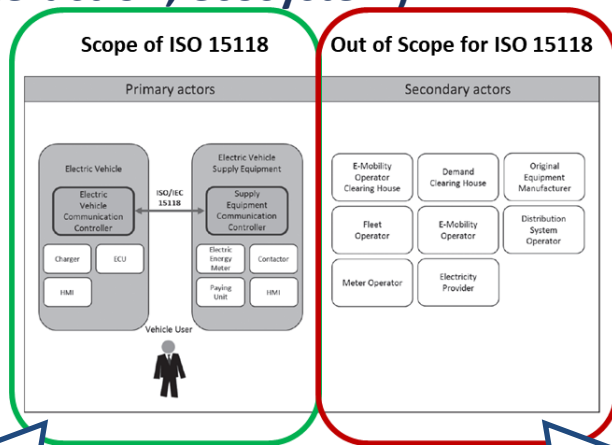 Scope of ISO 15118
Out of Scope for ISO 15118
Primary actors
Secondary actors
Electric Vehicle
Electric
Vehicle
Communication
Controller
Charger
ECU
HMI
ISO/IEC
15118
Electric Vehicle
Supply Equipment
Supply
Equipment
Communication
Controller
Electric
Energy
Meter
Contactor
Paying
Unit
HMI
Vehicle User
E-Mobility
Operator
Clearing House
Demand
Clearing House
Original
Equipment
Manufacturer
Fleet
Operator
E-Mobility
Operator
Distribution
System
Operator
Meter Operator
Electricity
Provider